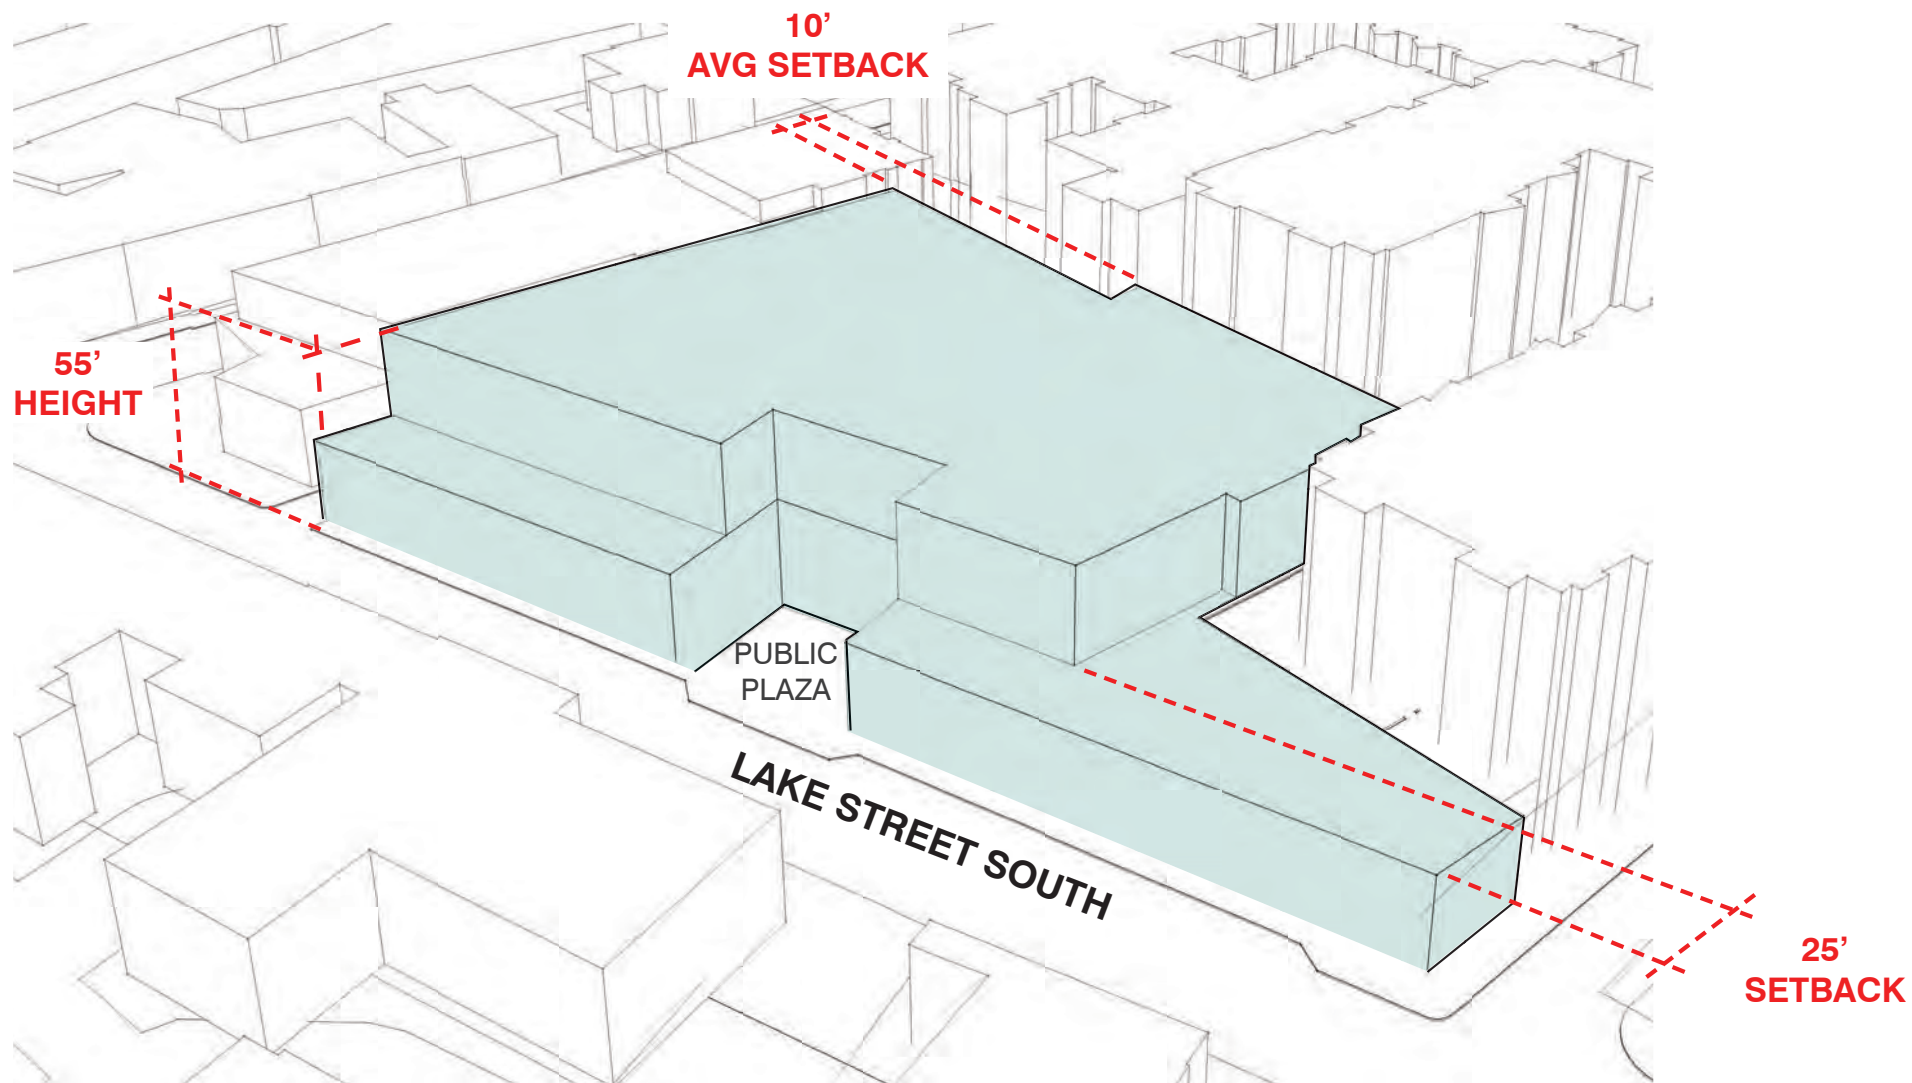 10’
AVG SETBACK
55’
HEIGHT
PUBLIC
PLAZA
LAKE STREET SOUTH
25’
SETBACK